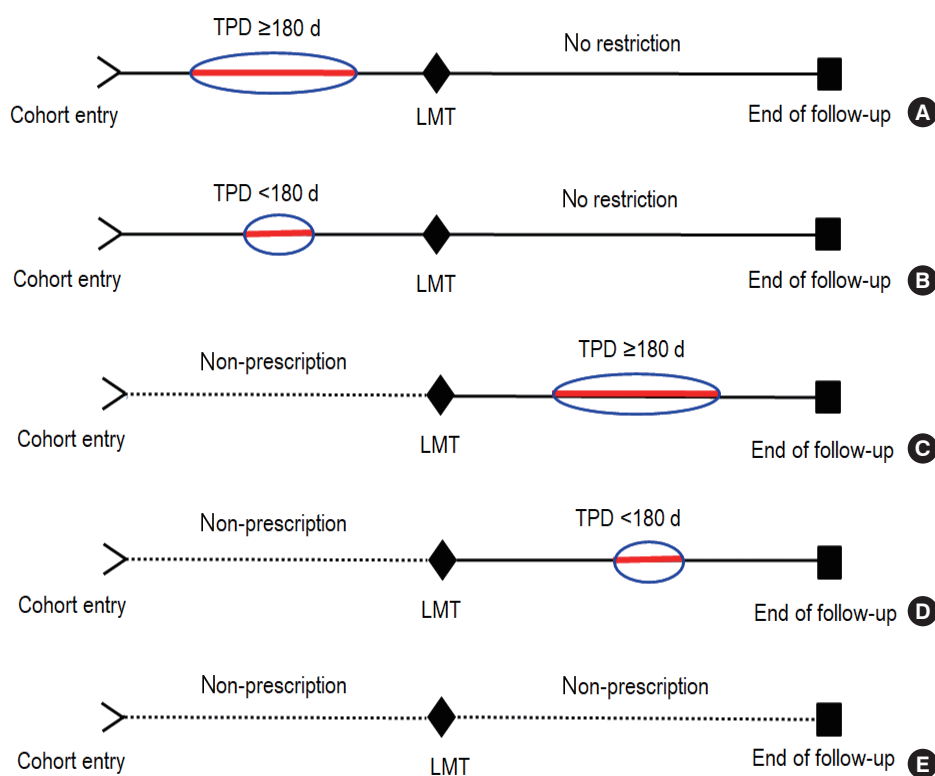 TPD ≥180 d
No restriction
Cohort entry
LMT
End of follow-up
A
TPD <180 d
No restriction
Cohort entry
LMT
End of follow-up
B
Non-prescription
TPD ≥180 d
Cohort entry
LMT
End of follow-up
C
Non-prescription
TPD <180 d
Cohort entry
LMT
End of follow-up
D
Non-prescription
Non-prescription
Cohort entry
LMT
End of follow-up
E